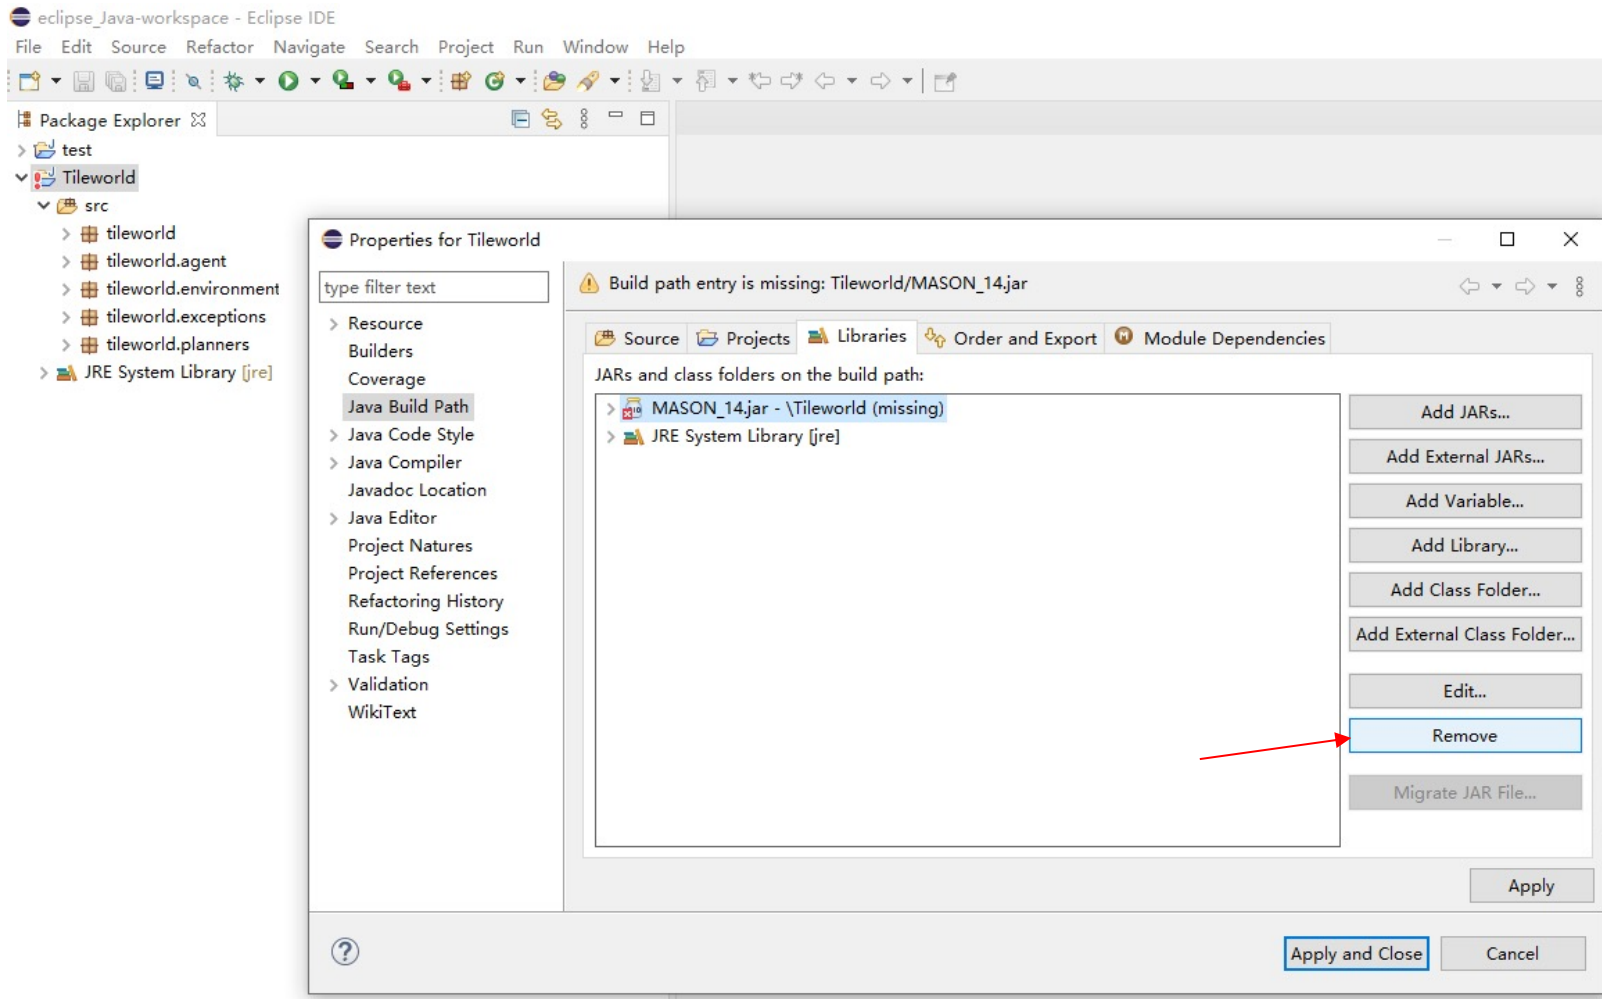 eclipse_Java-workspace - Eclipse IDE
File Edit Source Refactor Navigate Search Project Run Window Help
Package Explorer
test
Tileworld
src
tileworld
tileworld.agent
tileworld.environment
tileworld.exceptions
tileworld.planners
JRE System Library [jre]
Properties for Tileworld
type filter text
Resource
Builders
Coverage
Java Build Path
Java Code Style
Java Compiler
Javadoc Location
Java Editor
Project Natures
Project References
Refactoring History
Run/Debug Settings
Task Tags
Validation
WikiText
Build path entry is missing: Tileworld/MASON_14.jar
Source Projects Libraries Order and Export Module Dependencies
JARs and class folders on the build path:
MASON_14.jar - \Tileworld (missing)
JRE System Library [jre]
Add JARs...
Add External JARs...
Add Variable...
Add Library...
Add Class Folder...
Add External Class Folder...
Edit...
Remove
Migrate JAR File...
Apply
Apply and Close Cancel